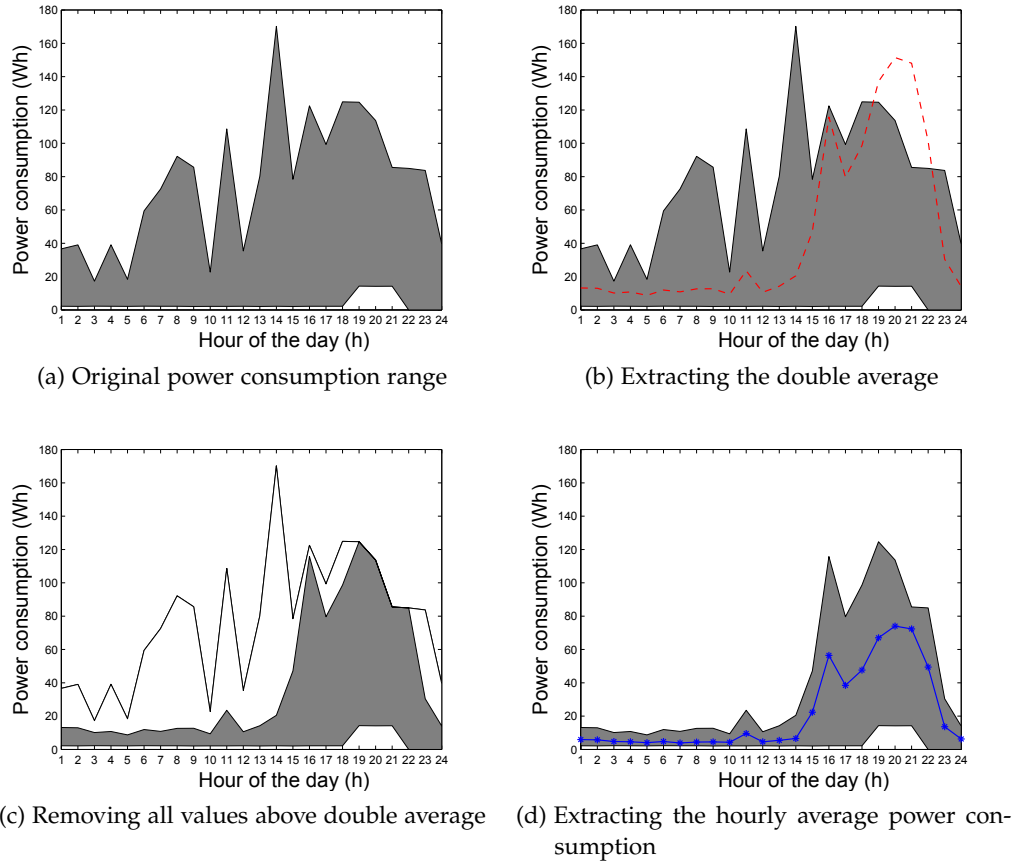 180
160
140
120
100
80
60
40
20
0
Power consumption (Wh)
1 2 3 4 5 6 7 8 9 10 11 12 13 14 15 16 17 18 19 20 21 22 23 24
Hour of the day (h)
(a) Original power consumption range
180
160
140
120
100
80
60
40
20
0
Power consumption (Wh)
1 2 3 4 5 6 7 8 9 10 11 12 13 14 15 16 17 18 19 20 21 22 23 24
Hour of the day (h)
(b) Extracting the double average
180
160
140
120
100
80
60
40
20
0
Power consumption (Wh)
1 2 3 4 5 6 7 8 9 10 11 12 13 14 15 16 17 18 19 20 21 22 23 24
Hour of the day (h)
(c) Removing all values above double average
180
160
140
120
100
80
60
40
20
0
Power consumption (Wh)
1 2 3 4 5 6 7 8 9 10 11 12 13 14 15 16 17 18 19 20 21 22 23 24
Hour of the day (h)
(d) Extracting the hourly average power con-
sumption